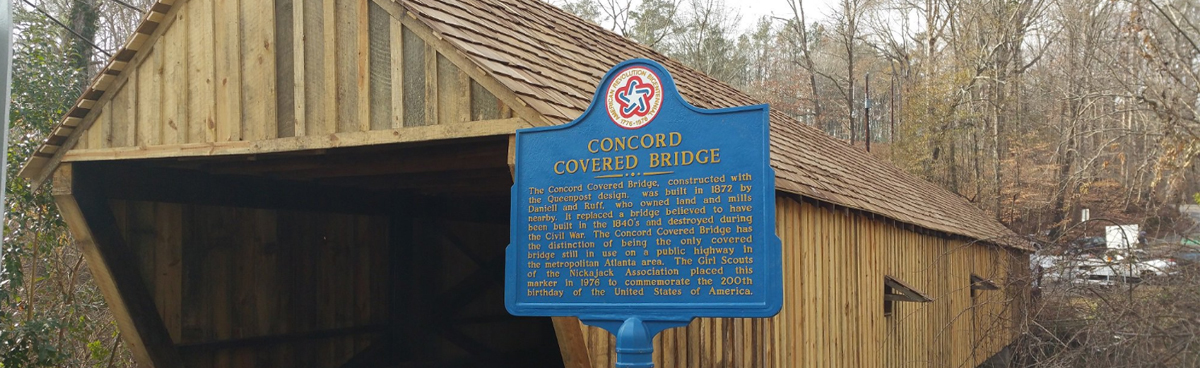 AMERICAN REVOLUTION BICENTENNIAL
1776-1976
CONCORD
COVERED BRIDGE
The Concord Covered Bridge, constructed with
the Queenpost design, was built in 1872 by
Daniell and Ruff, who owned land and mills
nearby. It replaced a bridge believed to have
been built in the 1840's and destroyed during
the Civil War. The Concord Covered Bridge has
the distinction of being the only covered
bridge still in use on a public highway in
the metropolitan Atlanta area. The Girl Scouts
of the Nickajack Association placed this
marker in 1976 to commemorate the 200th
birthday of the United States of America.